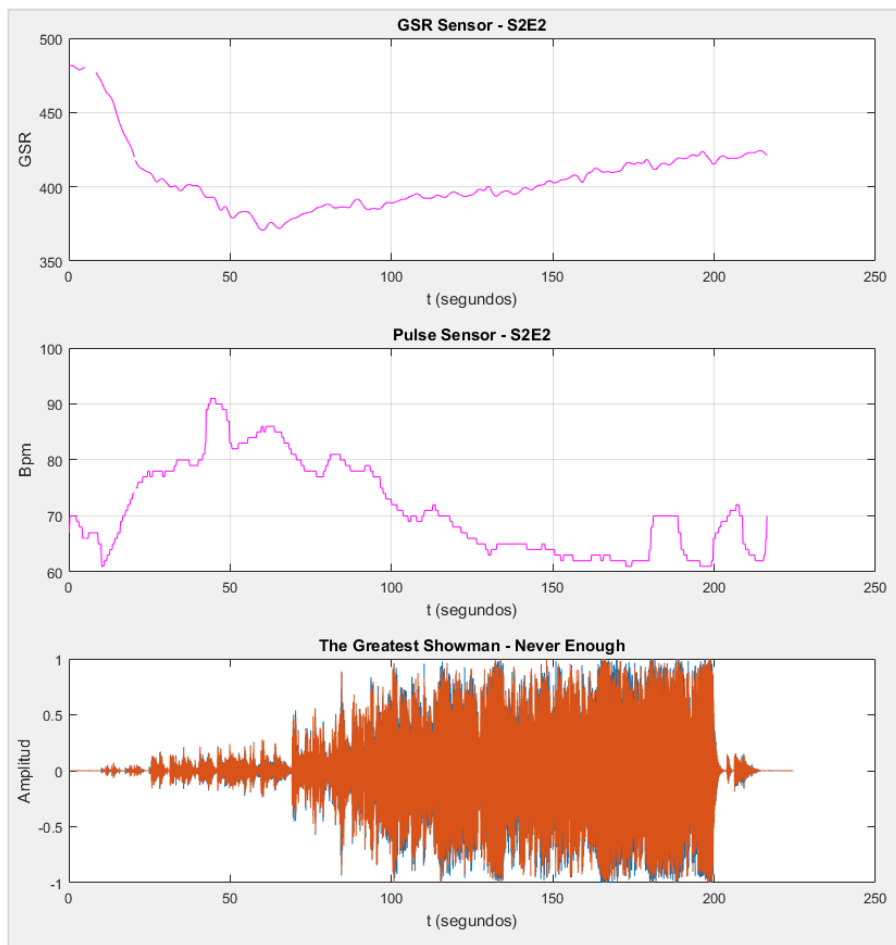 GSR Sensor - S2E2
500
450
400
350
GSR
0 50 100 150 200 250
t (segundos)
Pulse Sensor - S2E2
100
90
80
70
60
Bpm
0 50 100 150 200 250
t (segundos)
The Greatest Showman - Never Enough
1
0.5
0
-0.5
-1
Amplitud
0 50 100 150 200 250
t (segundos)